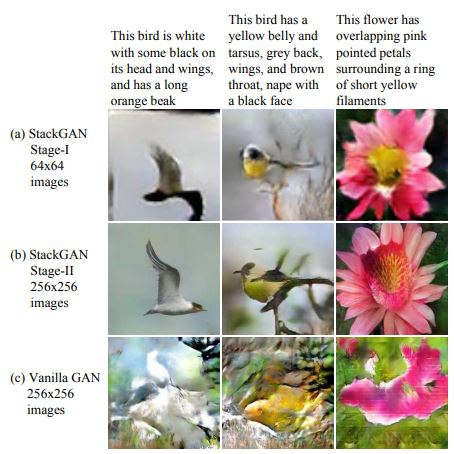 This bird is white
with some black on
its head and wings,
and has a long
orange beak
This bird has a
yellow belly and
tarsus, grey back,
wings, and brown
throat, nape with
a black face
This flower has
overlapping pink
pointed petals
surrounding a ring
of short yellow
filaments
(a) StackGAN
Stage-I
64x64
images
(b) StackGAN
Stage-II
256x256
images
(c) Vanilla GAN
256x256
images